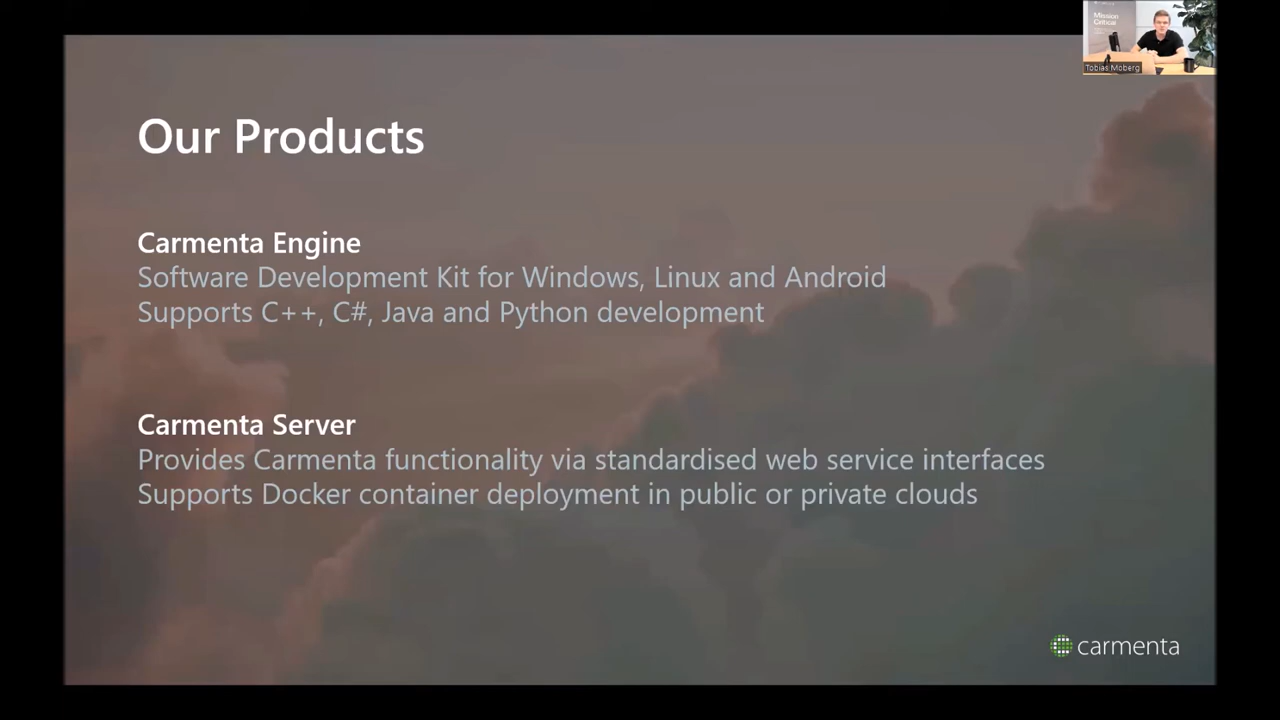 Mission
Critical
Tobias Moberg
Our Products
Carmenta Engine
Software Development Kit for Windows, Linux and Android
Supports C++, C#, Java and Python development
Carmenta Server
Provides Carmenta functionality via standardised web service interfaces
Supports Docker container deployment in public or private clouds
carmenta